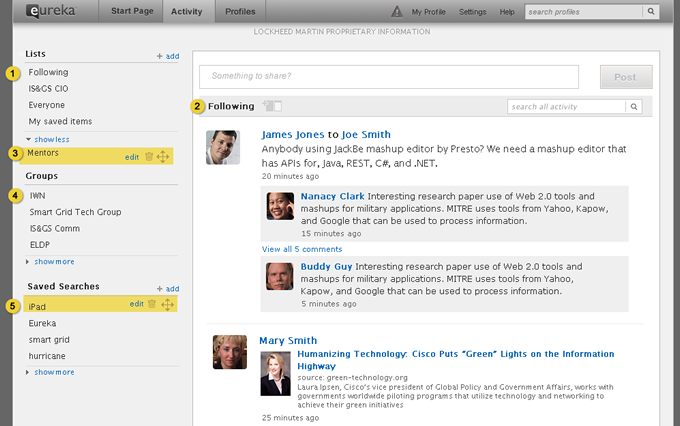 eureka
Start Page
Activity
Profiles
My Profile
Settings
Help
search profiles
LOCKHEED MARTIN PROPRIETARY INFORMATION
Lists
+ add
1
Following
IS&GS CIO
Everyone
My saved items
show less
3
Mentors
edit
Groups
4
IWN
Smart Grid Tech Group
IS&GS Comm
ELDP
show more
Saved Searches
+ add
5
iPad
edit
Eureka
smart grid
hurricane
show more
Something to share?
Post
2
Following
search all activity
James Jones to Joe Smith
Anybody using JackBe mashup editor by Presto? We need a mashup editor that
has APIs for, Java, REST, C#, and .NET.
20 minutes ago
Nanacy Clark Interesting research paper use of Web 2.0 tools and
mashups for military applications. MITRE uses tools from Yahoo, Kapow,
and Google that can be used to process information.
15 minutes ago
View all 5 comments
Buddy Guy Interesting research paper use of Web 2.0 tools and
mashups for military applications. MITRE uses tools from Yahoo,
Kapow, and Google that can be used to process information.
5 minutes ago
Mary Smith
Humanizing Technology: Cisco Puts “Green” Lights on the Information
Highway
source: green-technology.org
Laura Ipsen, Cisco's vice president of Global Policy and Government Affairs, works with
governments worldwide piloting programs that utilize technology and networking to
achieve their green initiatives
25 minutes ago